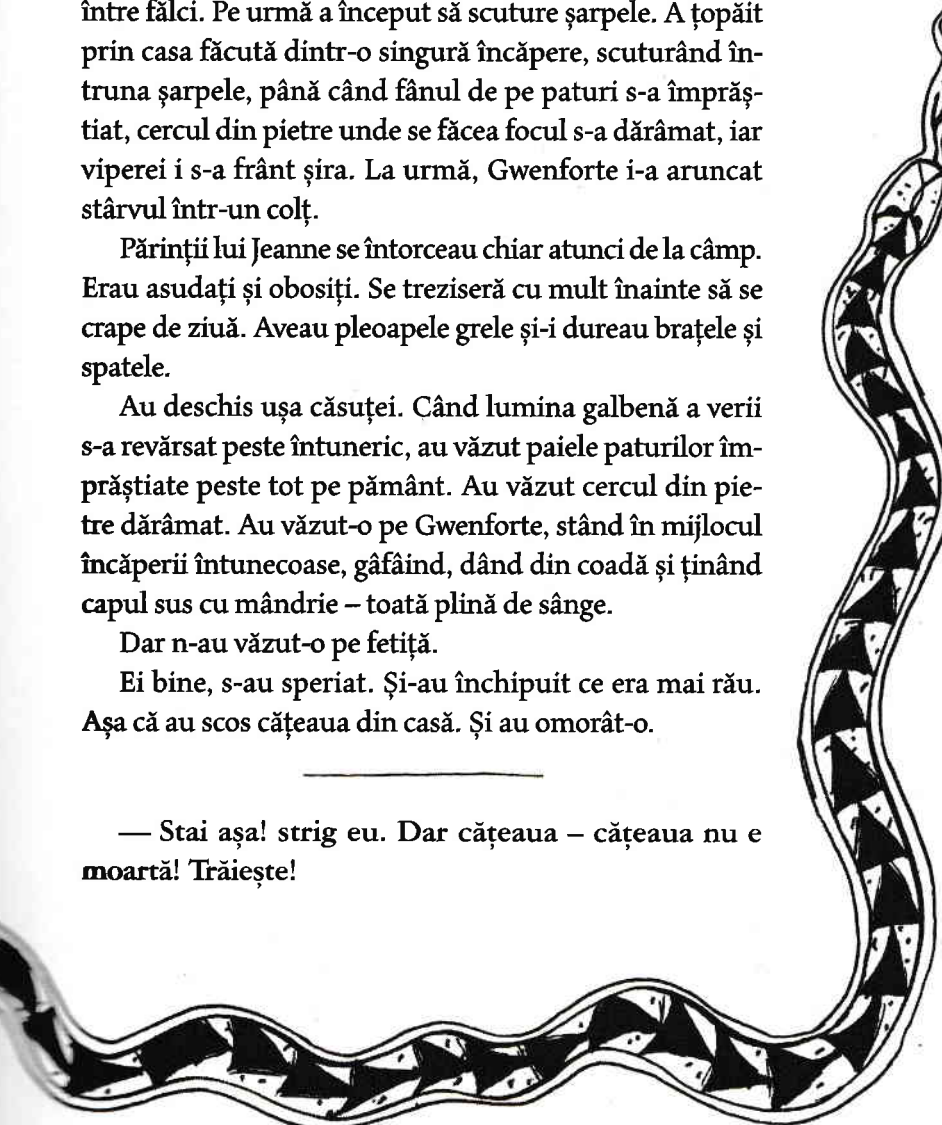 între fălci. Pe urmă a început să scuture șarpele. A țopăit
prin casa făcută dintr-o singură încăpere, scuturând în-
truna șarpele, până când fânul de pe paturi s-a împrăș-
tiat, cercul din pietre unde se făcea focul s-a dărâmat, iar
viperei i s-a frânt șira. La urmă, Gwenforte i-a aruncat
stârvul într-un colț.
Părinții lui Jeanne se întorceau chiar atunci de la câmp.
Erau asudați și obosiți. Se treziseră cu mult înainte să se
crape de ziuă. Aveau pleoapele grele și-i dureau brațele și
spatele.
Au deschis ușa căsuței. Când lumina galbenă a verii
s-a revărsat peste întuneric, au văzut paiele paturilor îm-
prăștiate peste tot pe pământ. Au văzut cercul din pie-
tre dărâmat. Au văzut-o pe Gwenforte, stând în mijlocul
încăperii întunecoase, gâfâind, dând din coadă și ținând
capul sus cu mândrie – toată plină de sânge.
Dar n-au văzut-o pe fetiță.
Ei bine, s-au speriat. Și-au închipuit ce era mai rău.
Așa că au scos cățeaua din casă. Și au omorât-o.
— Stai așa! strig eu. Dar cățeaua – cățeaua nu e
moartă! Trăiește!